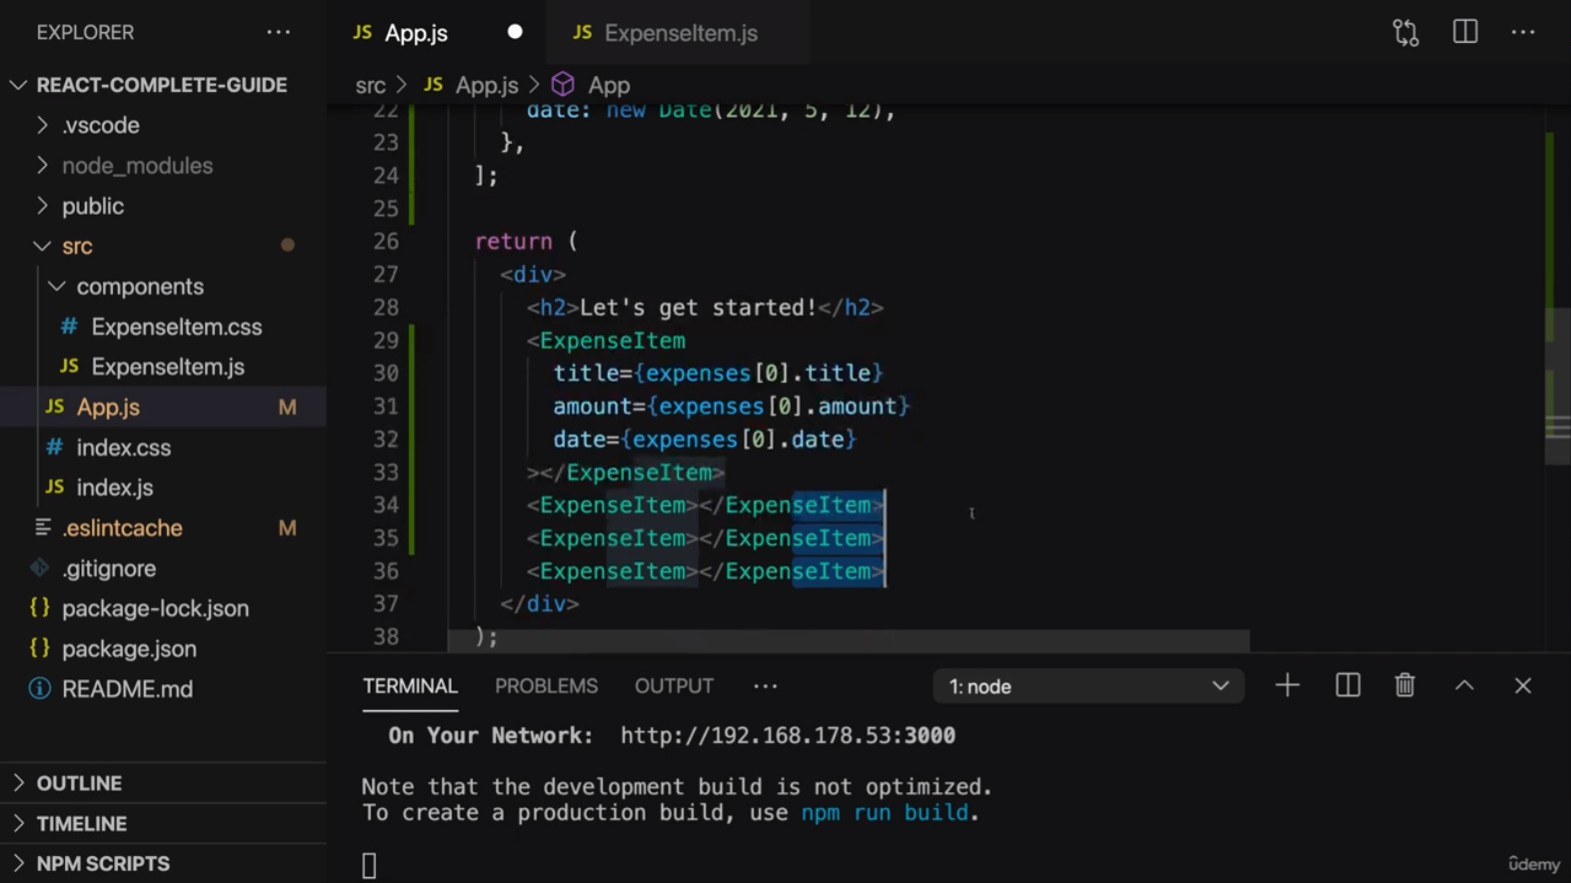 EXPLORER
REACT-COMPLETE-GUIDE
.vscode
node_modules
public
src
components
# ExpenseItem.css
JS ExpenseItem.js
JS App.js M
# index.css
JS index.js
.eslintcache M
.gitignore
{} package-lock.json
{} package.json
README.md
OUTLINE
TIMELINE
NPM SCRIPTS
JS App.js
JS ExpenseItem.js
src > JS App.js > App
22 date: new Date(2021, 5, 12),
23 },
24 ];
25
26 return (
27 <div>
28 <h2>Let's get started!</h2>
29 <ExpenseItem
30 title={expenses[0].title}
31 amount={expenses[0].amount}
32 date={expenses[0].date}
33 ></ExpenseItem>
34 <ExpenseItem></ExpenseItem>
35 <ExpenseItem></ExpenseItem>
36 <ExpenseItem></ExpenseItem>
37 </div>
38 );
TERMINAL PROBLEMS OUTPUT ··· 1: node
On Your Network: http://192.168.178.53:3000
Note that the development build is not optimized.
To create a production build, use npm run build.
ûdemy